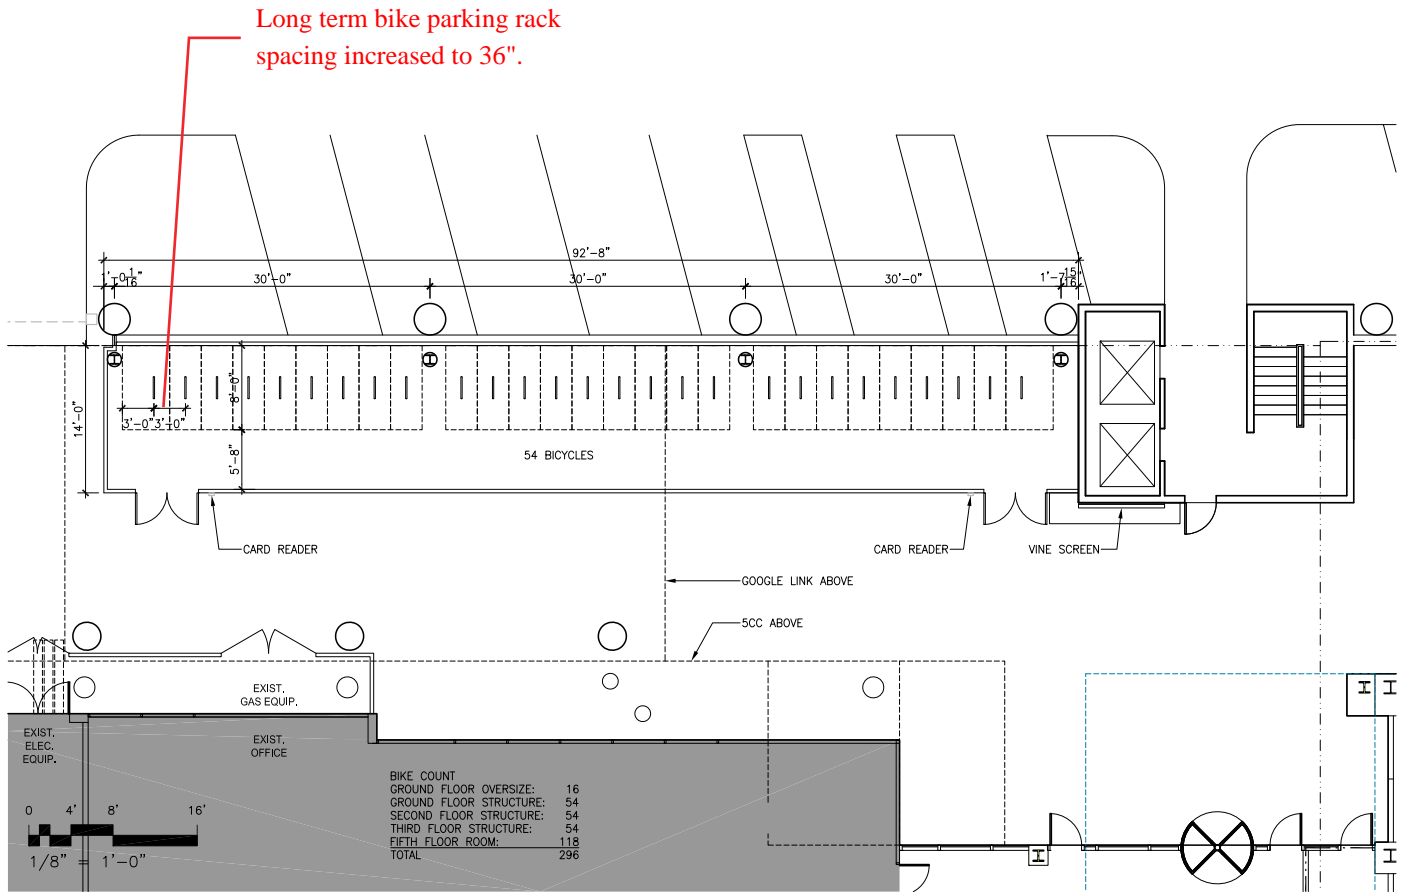 Long term bike parking rack
spacing increased to 36".
92'-8"
1'-0 1/16"
30'-0"
30'-0"
30'-0"
1'-7 15/16"
14'-0"
8'-0"
3'-0"
3'-0"
5'-8"
54 BICYCLES
CARD READER
CARD READER
VINE SCREEN
GOOGLE LINK ABOVE
5CC ABOVE
EXIST.
GAS EQUIP.
EXIST.
ELEC.
EQUIP.
EXIST.
OFFICE
BIKE COUNT
GROUND FLOOR OVERSIZE: 16
GROUND FLOOR STRUCTURE: 54
SECOND FLOOR STRUCTURE: 54
THIRD FLOOR STRUCTURE: 54
FIFTH FLOOR ROOM: 118
TOTAL 296
0 4' 8' 16'
1/8" = 1'-0"